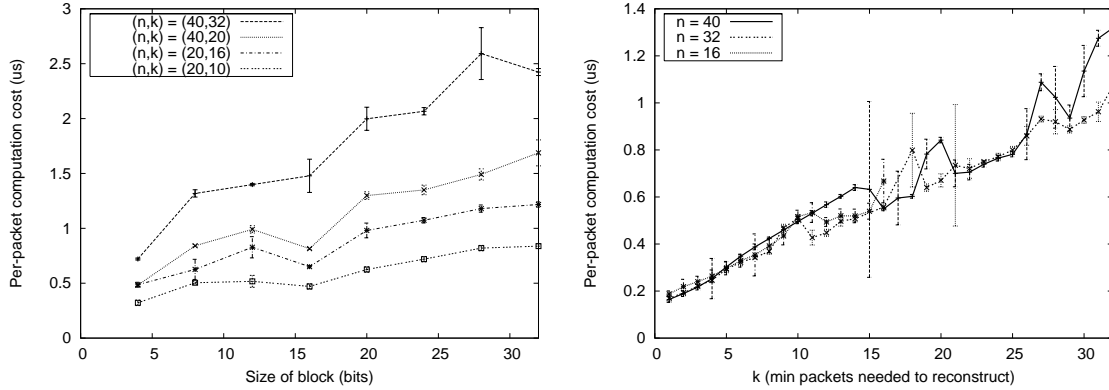 3
2.5
2
1.5
1
0.5
0
0 5 10 15 20 25 30
Per-packet computation cost (us)
Size of block (bits)
(n,k) = (40,32)
(n,k) = (40,20)
(n,k) = (20,16)
(n,k) = (20,10)
1.4
1.2
1
0.8
0.6
0.4
0.2
0
0 5 10 15 20 25 30
Per-packet computation cost (us)
k (min packets needed to reconstruct)
n = 40
n = 32
n = 16